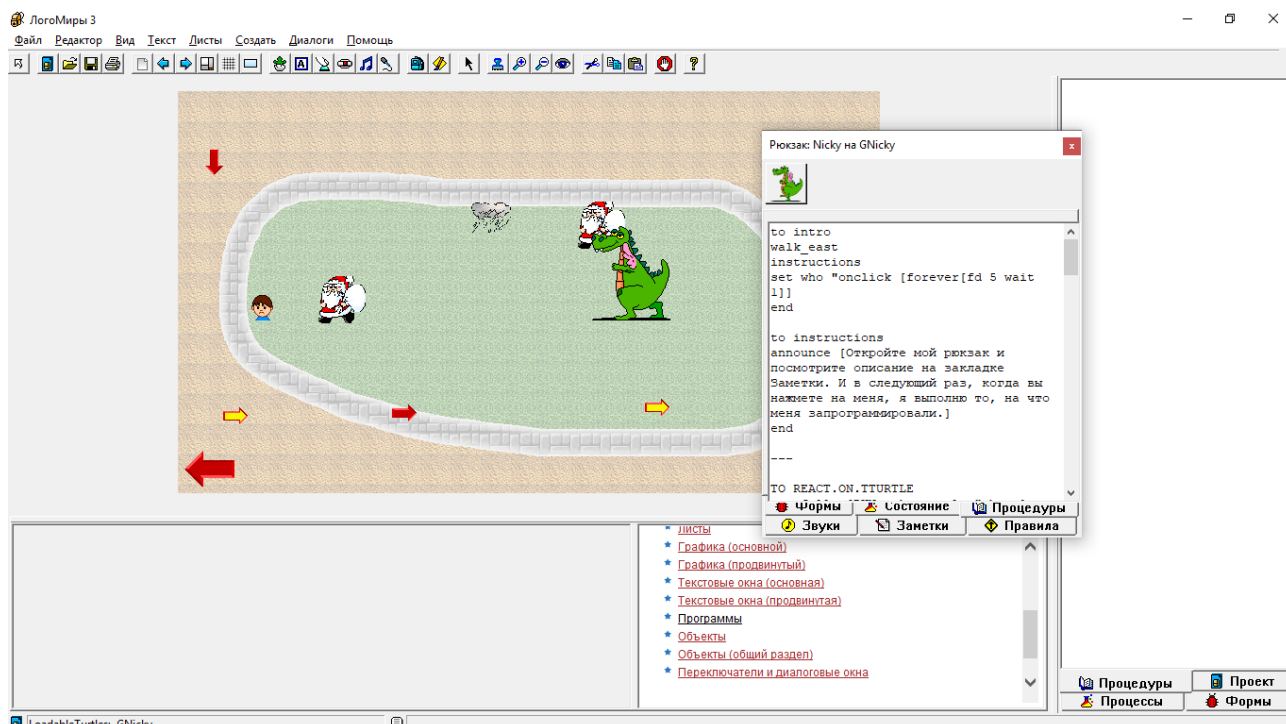 ЛогоМиры 3
Файл Редактор Вид Текст Листы Создать Диалоги Помощь
Рюкзак: Nicky на GNicky
to intro
walk_east
instructions
set who "onclick [forever[fd 5 wait
1]]
end
to instructions
announce [Откройте мой рюкзак и
посмотрите описание на закладке
Заметки. И в следующий раз, когда вы
нажмете на меня, я выполню то, на что
меня запрограммировали.]
end
---
TO REACT.ON.TTURTLE
Формы Состояние Процедуры
Звуки Заметки Правила
Листы
Графика (основной)
Графика (продвинутый)
Текстовые окна (основная)
Текстовые окна (продвинутая)
Программы
Объекты
Объекты (общий раздел)
Переключатели и диалоговые окна
Процедуры Проект
Процессы Формы
LoadableTurtles: GNicky